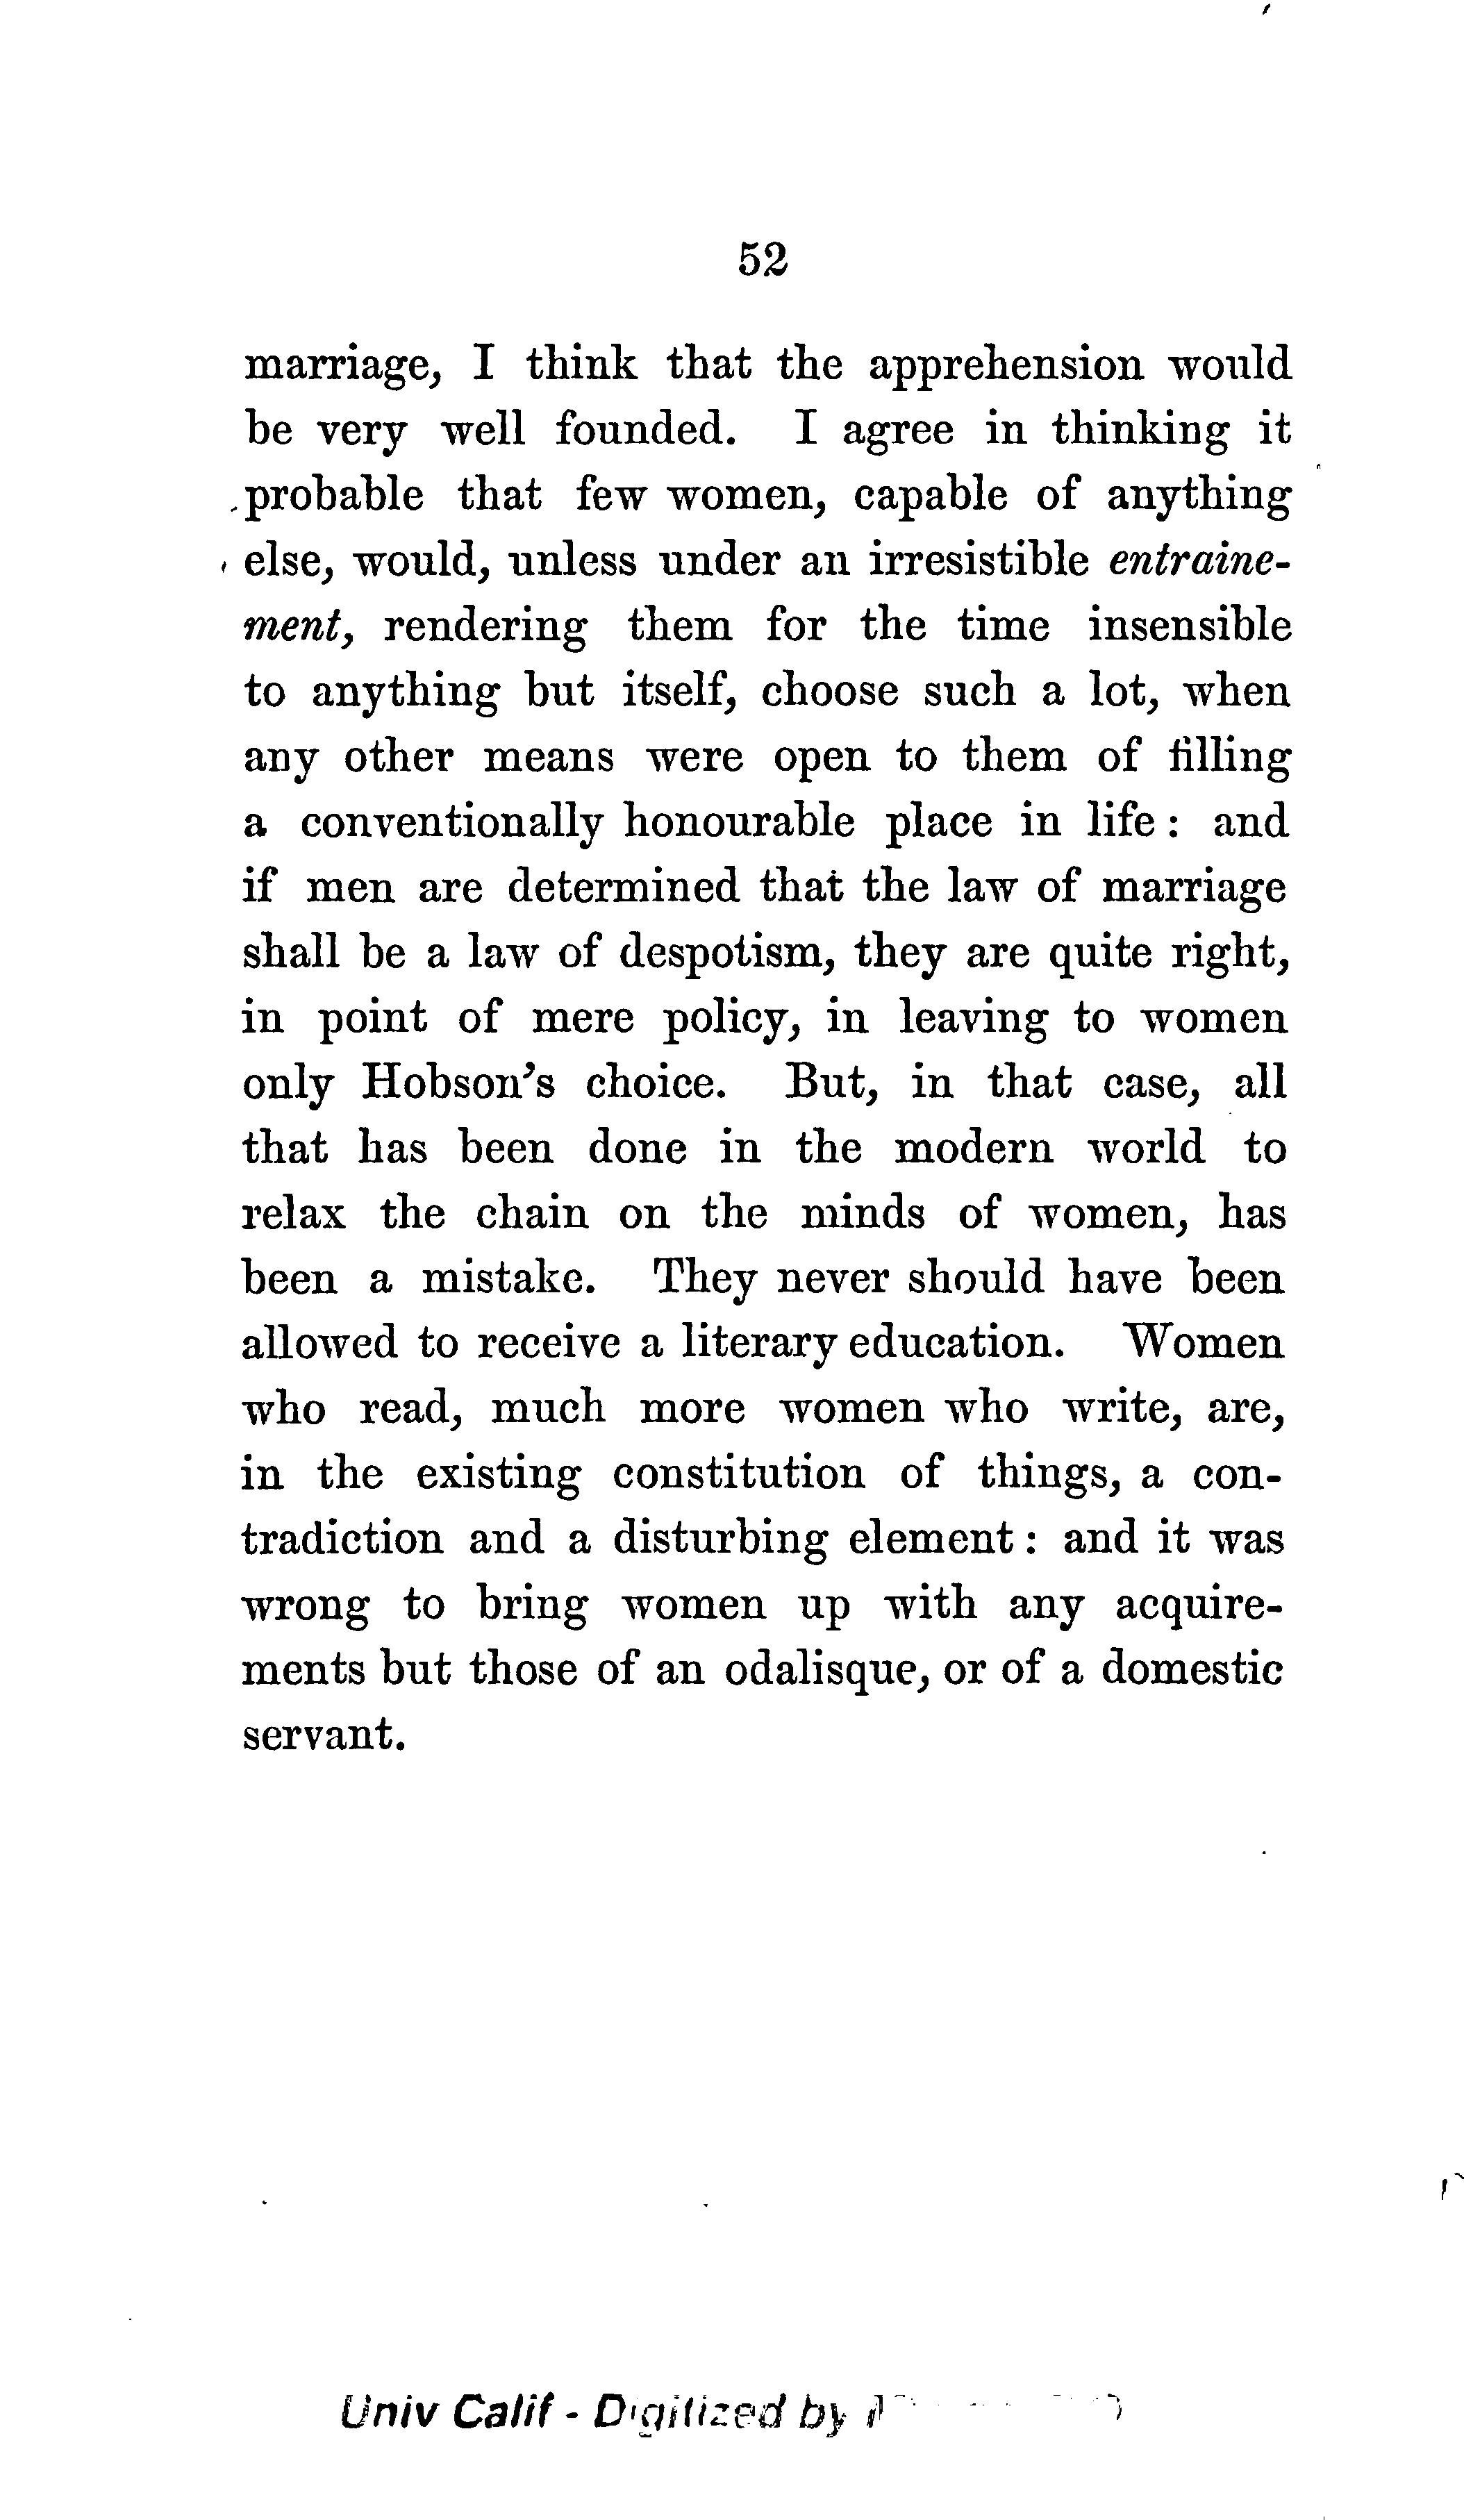 52
marriage, I think that the apprehension would
be very well founded. I agree in thinking it
probable that few women, capable of anything
else, would, unless under an irresistible entraine-
ment, rendering them for the time insensible
to anything but itself, choose such a lot, when
any other means were open to them of filling
a conventionally honourable place in life : and
if men are determined that the law of marriage
shall be a law of despotism, they are quite right,
in point of mere policy, in leaving to women
only Hobson's choice. But, in that case, all
that has been done in the modern world to
relax the chain on the minds of women, has
been a mistake. They never should have been
allowed to receive a literary education. Women
who read, much more women who write, are,
in the existing constitution of things, a con-
tradiction and a disturbing element : and it was
wrong to bring women up with any acquire-
ments but those of an odalisque, or of a domestic
servant.
Univ Calif - Digitized by